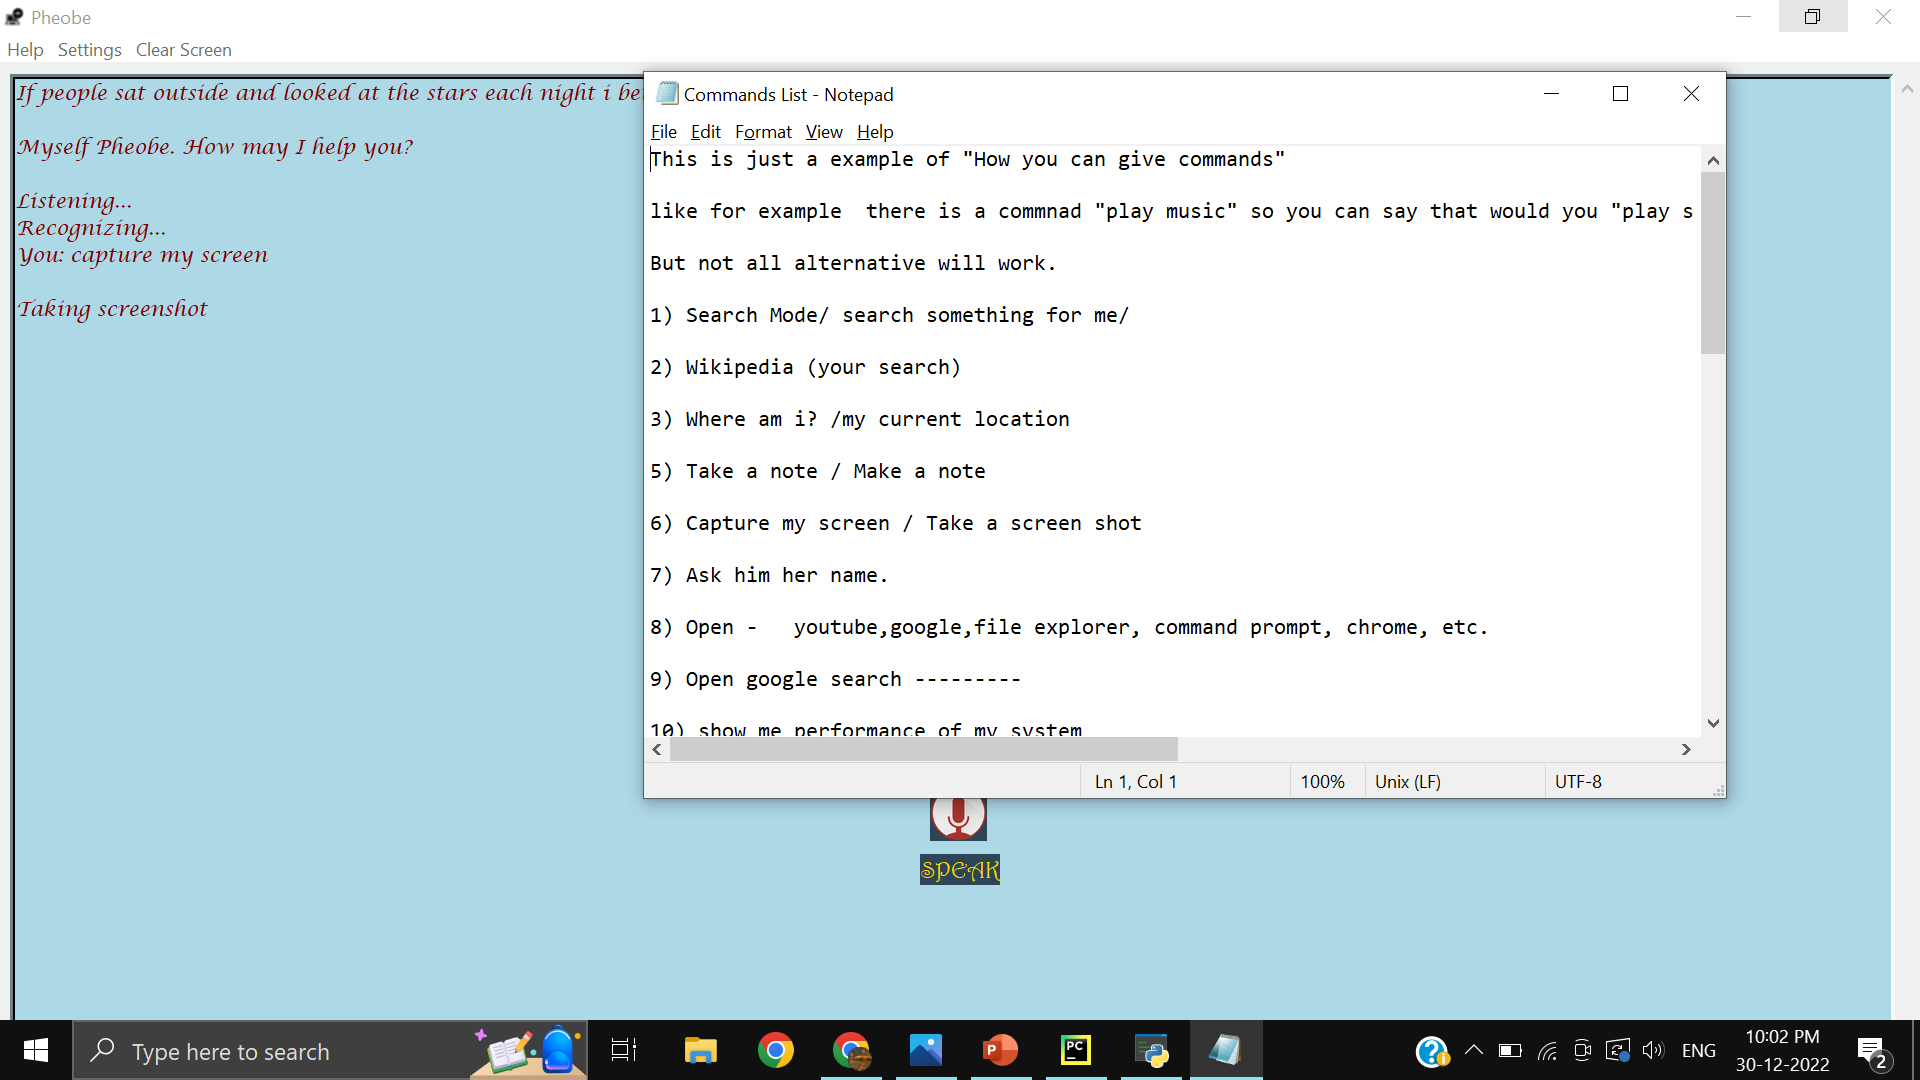 Pheobe
Help Settings Clear Screen
If people sat outside and looked at the stars each night i
Myself Pheobe. How may I help you?
Listening...
Recognizing...
You: capture my screen
Taking screenshot
Commands List - Notepad
File Edit Format View Help
This is just a example of "How you can give commands"
like for example  there is a commnad "play music" so you can say that would you "play s
But not all alternative will work.
1) Search Mode/ search something for me/
2) Wikipedia (your search)
3) Where am i? /my current location
5) Take a note / Make a note
6) Capture my screen / Take a screen shot
7) Ask him her name.
8) Open -   youtube,google,file explorer, command prompt, chrome, etc.
9) Open google search ---------
10) show me performance of my system
Ln 1, Col 1 100% Unix (LF) UTF-8
SPEAK
Type here to search
P
PC
ENG
10:02 PM
30-12-2022
2